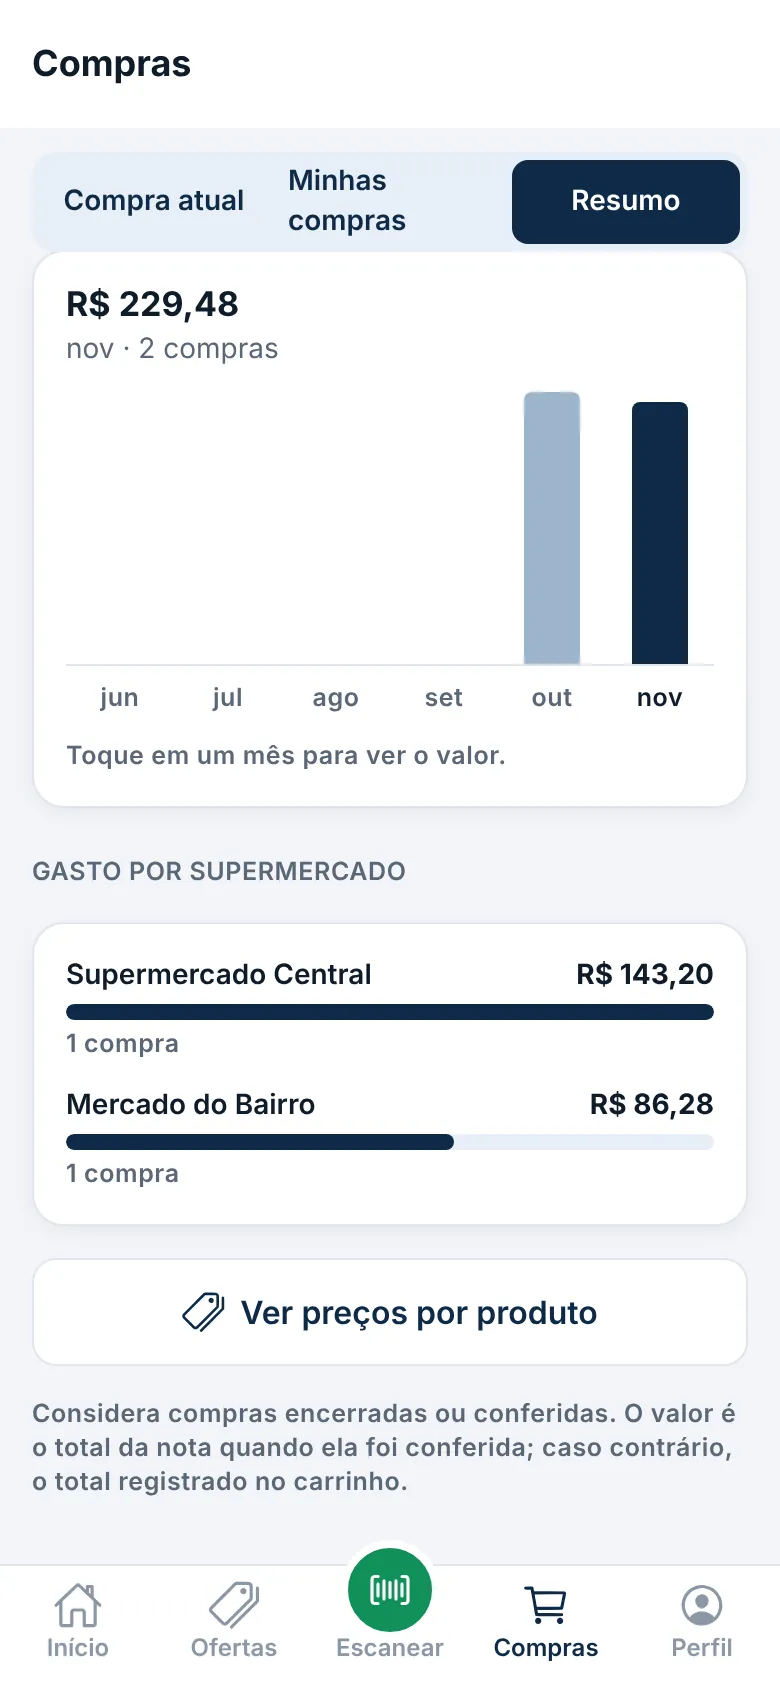 Compras
Compra atual
Minhas
compras
Resumo
R$ 229,48
nov · 2 compras
jun jul ago set out nov
Toque em um mês para ver o valor.
GASTO POR SUPERMERCADO
Supermercado Central R$ 143,20
1 compra
Mercado do Bairro R$ 86,28
1 compra
Ver preços por produto
Considera compras encerradas ou conferidas. O valor é
o total da nota quando ela foi conferida; caso contrário,
o total registrado no carrinho.
Início Ofertas Escanear Compras Perfil